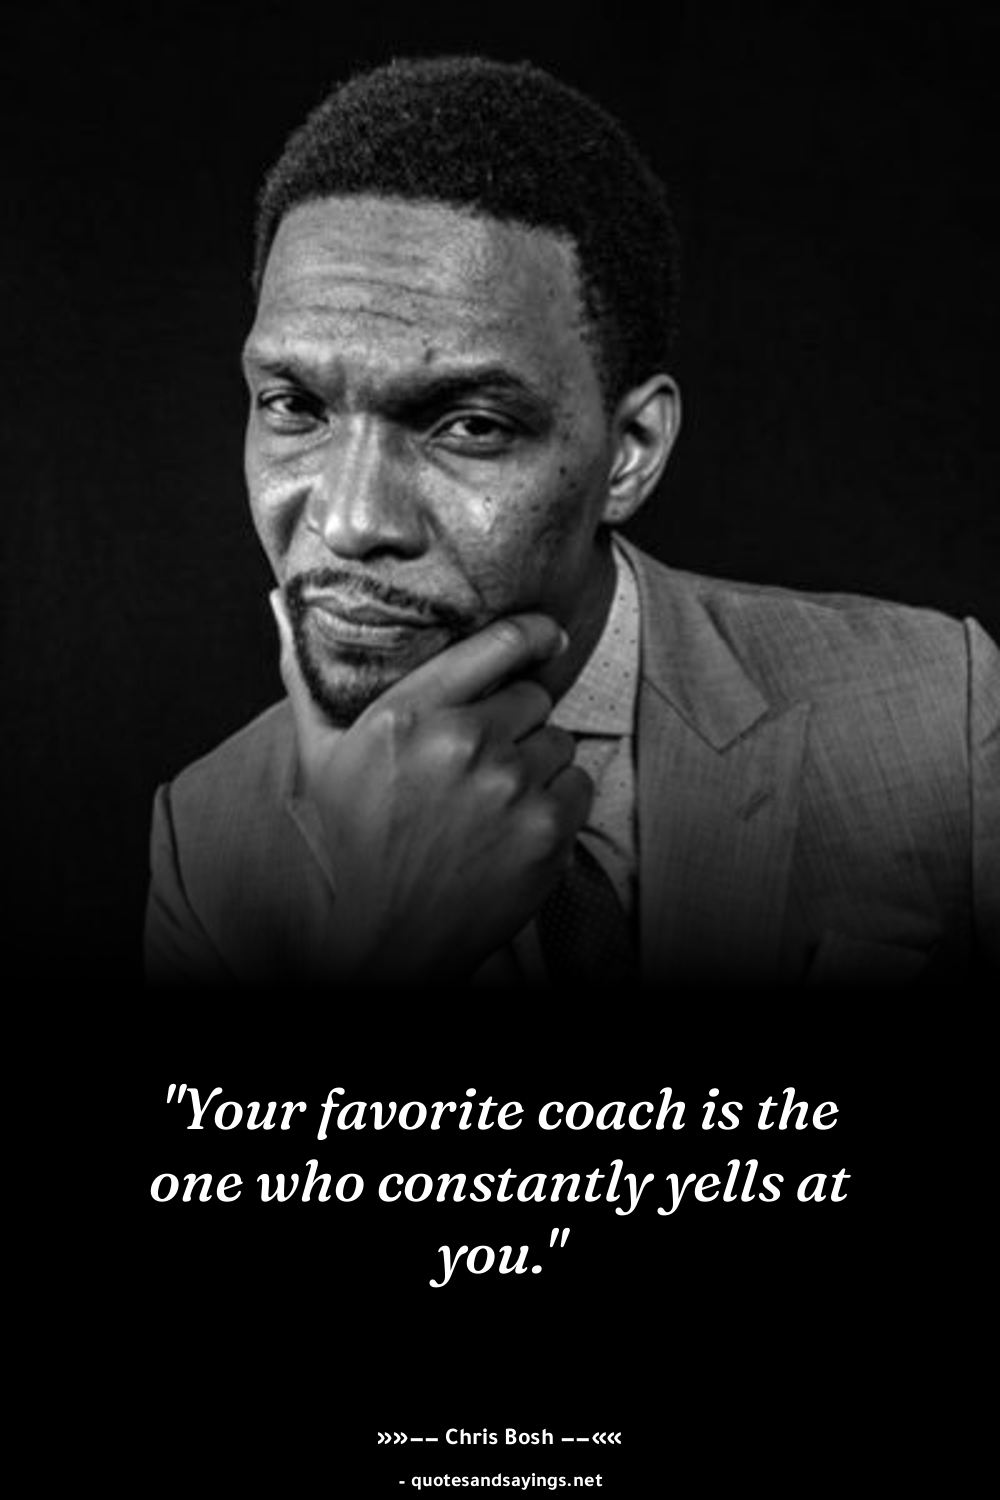 "Your favorite coach is the
one who constantly yells at
you."
»»−− Chris Bosh −−««
- quotesandsayings.net